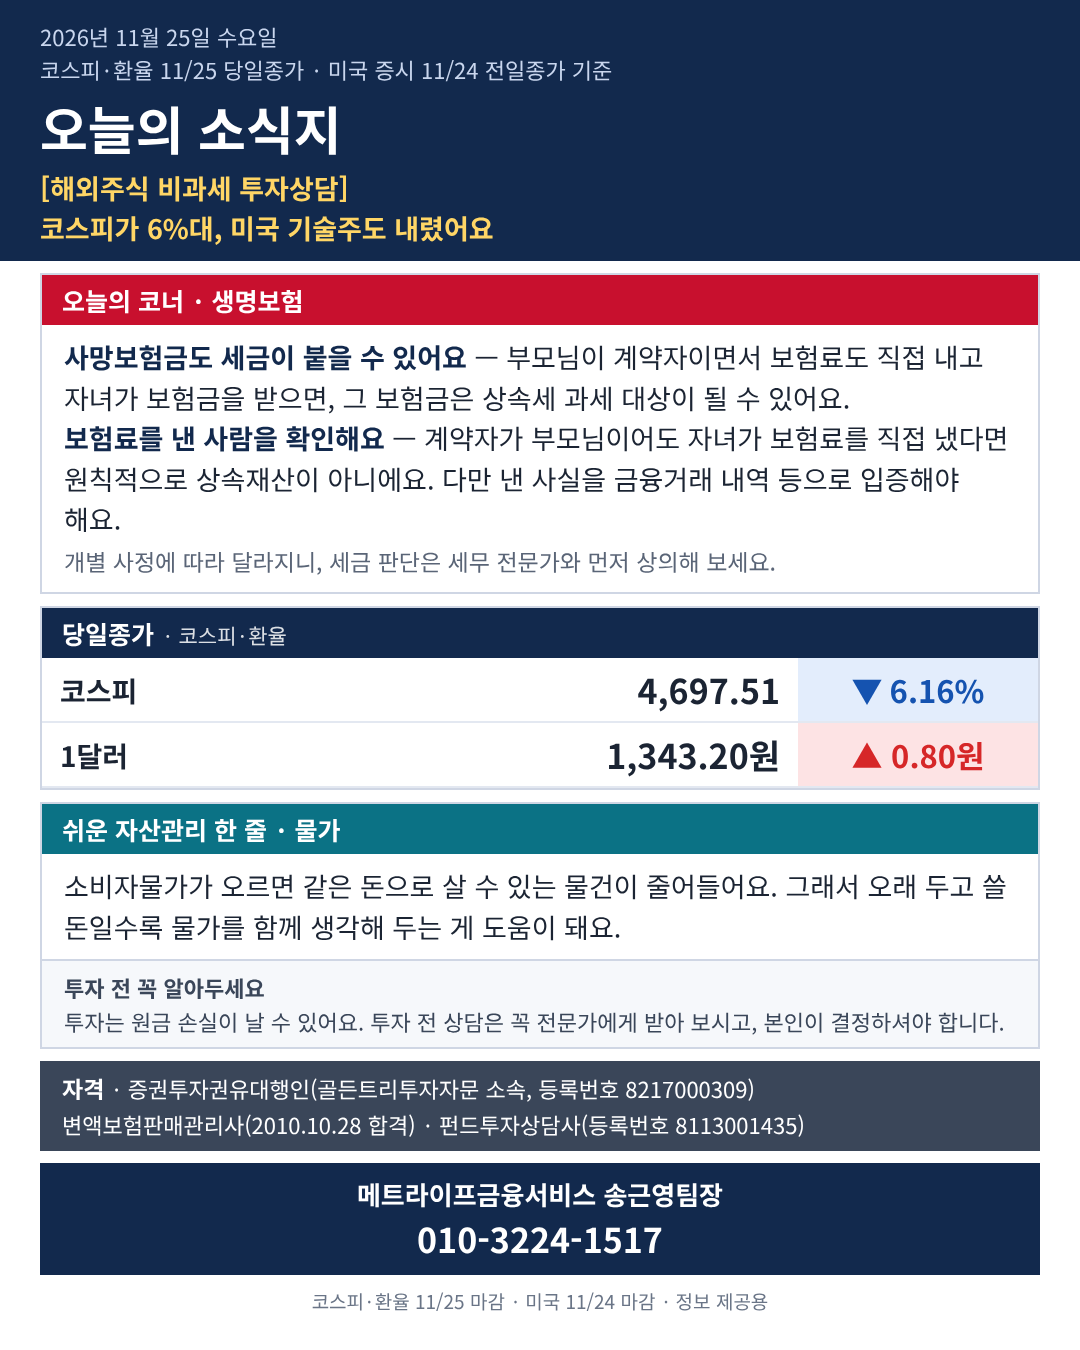 2026년 11월 25일 수요일
코스피·환율 11/25 당일종가 · 미국 증시 11/24 전일종가 기준
오늘의 소식지
[해외주식 비과세 투자상담]
코스피가 6%대, 미국 기술주도 내렸어요
오늘의 코너 · 생명보험
사망보험금도 세금이 붙을 수 있어요 — 부모님이 계약자이면서 보험료도 직접 내고
자녀가 보험금을 받으면, 그 보험금은 상속세 과세 대상이 될 수 있어요.
보험료를 낸 사람을 확인해요 — 계약자가 부모님이어도 자녀가 보험료를 직접 냈다면
원칙적으로 상속재산이 아니에요. 다만 낸 사실을 금융거래 내역 등으로 입증해야
해요.
개별 사정에 따라 달라지니, 세금 판단은 세무 전문가와 먼저 상의해 보세요.
당일종가 · 코스피·환율
코스피 4,697.51 ▼ 6.16%
1달러 1,343.20원 ▲ 0.80원
쉬운 자산관리 한 줄 · 물가
소비자물가가 오르면 같은 돈으로 살 수 있는 물건이 줄어들어요. 그래서 오래 두고 쓸
돈일수록 물가를 함께 생각해 두는 게 도움이 돼요.
투자 전 꼭 알아두세요
투자는 원금 손실이 날 수 있어요. 투자 전 상담은 꼭 전문가에게 받아 보시고, 본인이 결정하셔야 합니다.
자격 · 증권투자권유대행인(골든트리투자자문 소속, 등록번호 8217000309)
변액보험판매관리사(2010.10.28 합격) · 펀드투자상담사(등록번호 8113001435)
메트라이프금융서비스 송근영팀장
010-3224-1517
코스피·환율 11/25 마감 · 미국 11/24 마감 · 정보 제공용